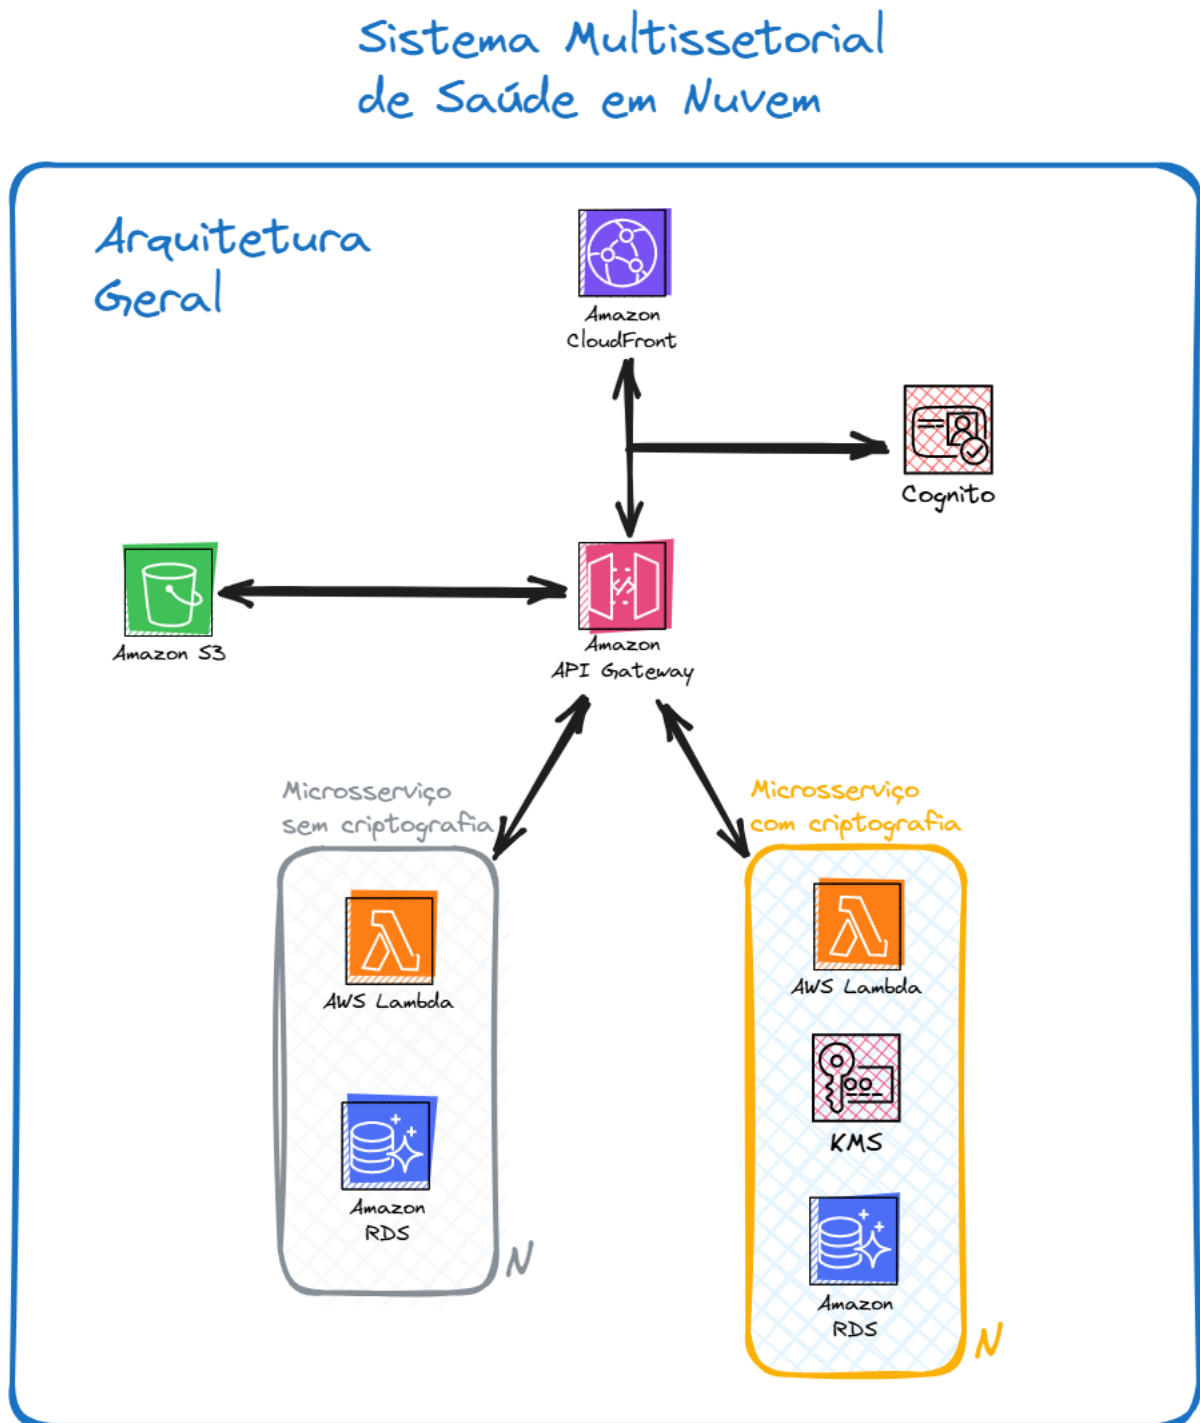 Sistema Multissetorial
de Saúde em Nuvem
Arquitetura
Geral
Amazon
CloudFront
Cognito
Amazon S3
Amazon
API Gateway
Microsserviço
sem criptografia
AWS Lambda
Amazon
RDS
N
Microsserviço
com criptografia
AWS Lambda
KMS
Amazon
RDS
N